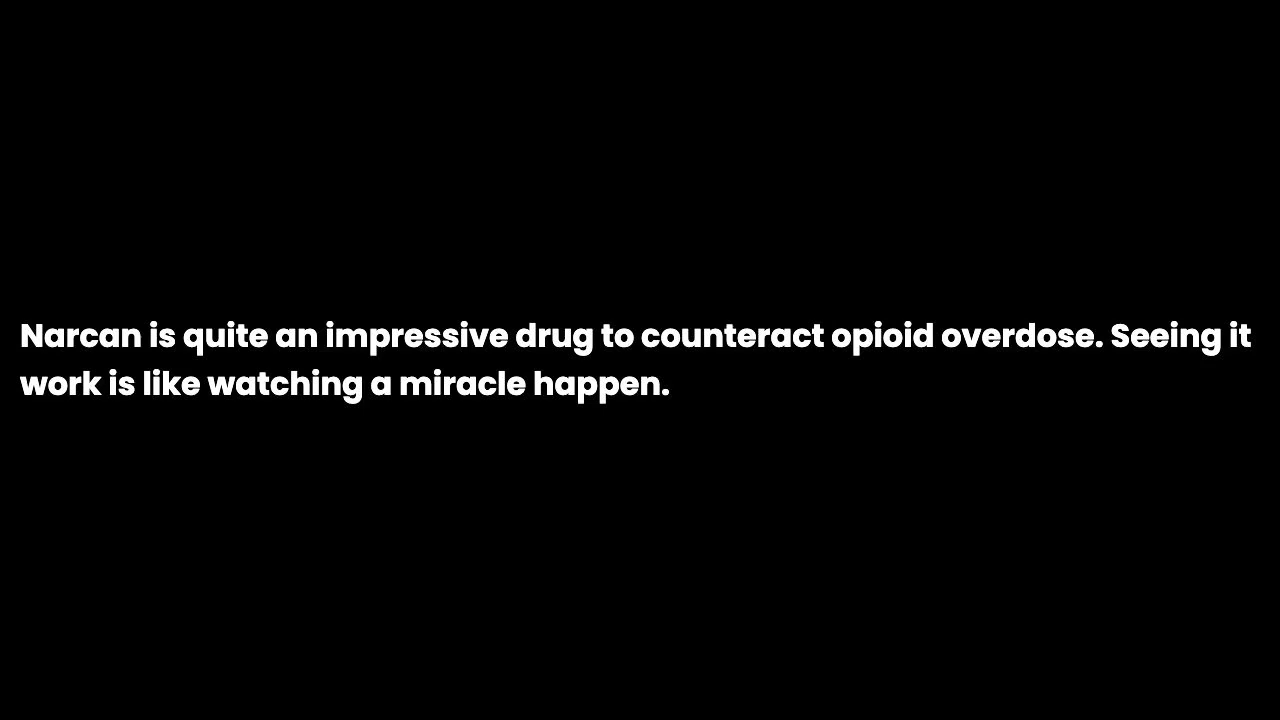 Narcan is quite an impressive drug to counteract opioid overdose. Seeing it
work is like watching a miracle happen.